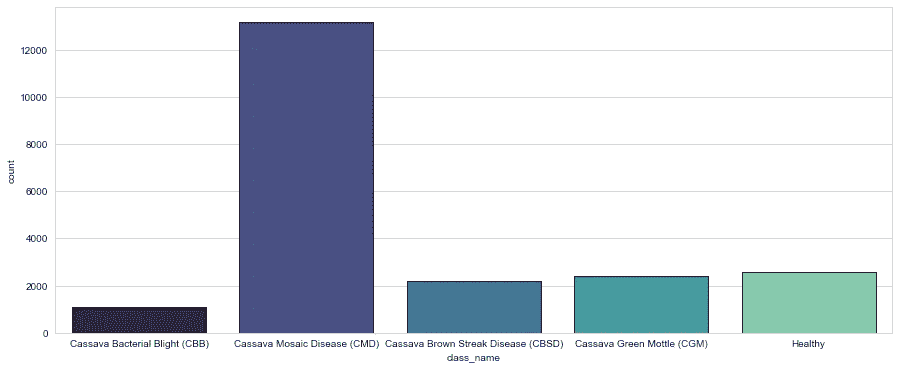 12000
10000
8000
6000
4000
2000
0
count
Cassava Bacterial Blight (CBB)
Cassava Mosaic Disease (CMD)
Cassava Brown Streak Disease (CBSD)
Cassava Green Mottle (CGM)
Healthy
class_name